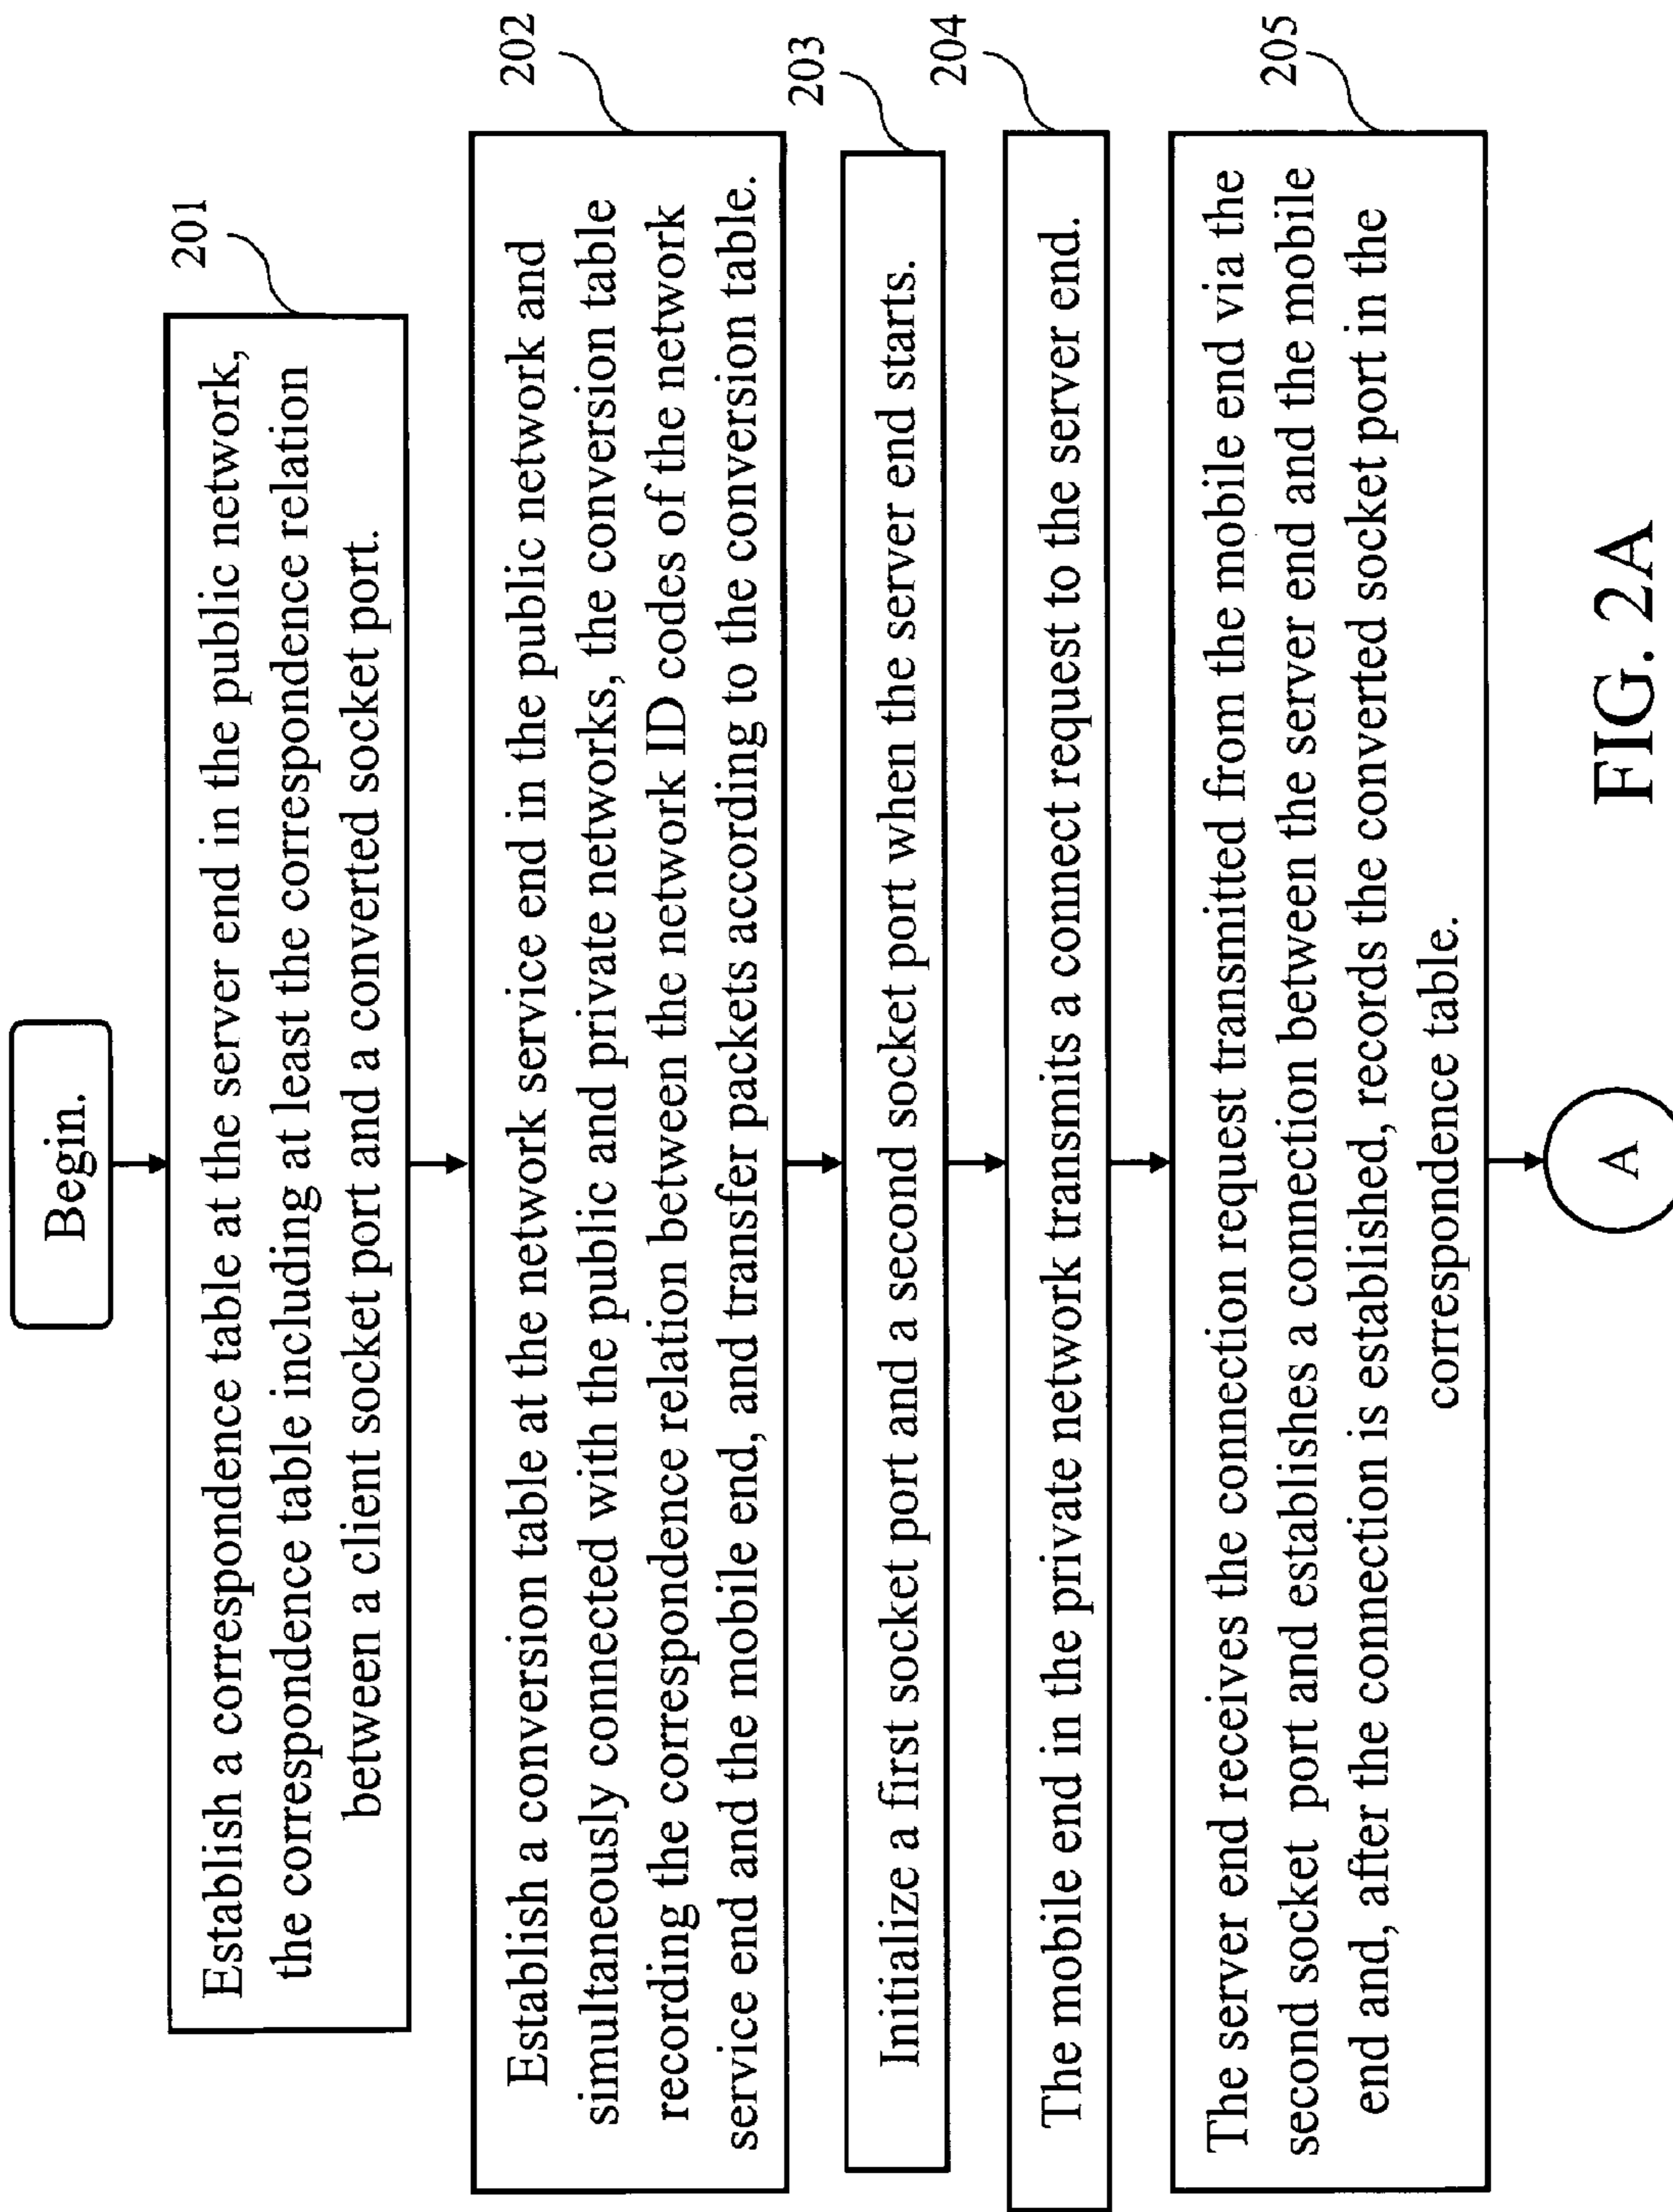 Begin.
201
Establish a correspondence table at the server end in the public network,
the correspondence table including at least the correspondence relation
between a client socket port and a converted socket port.
202
Establish a conversion table at the network service end in the public network and
simultaneously connected with the public and private networks, the conversion table
recording the correspondence relation between the network ID codes of the network
service end and the mobile end, and transfer packets according to the conversion table.
203
Initialize a first socket port and a second socket port when the server end starts.
204
The mobile end in the private network transmits a connect request to the server end.
205
The server end receives the connection request transmitted from the mobile end via the
second socket port and establishes a connection between the server end and the mobile
end and, after the connection is established, records the converted socket port in the
correspondence table.
A
FIG. 2A